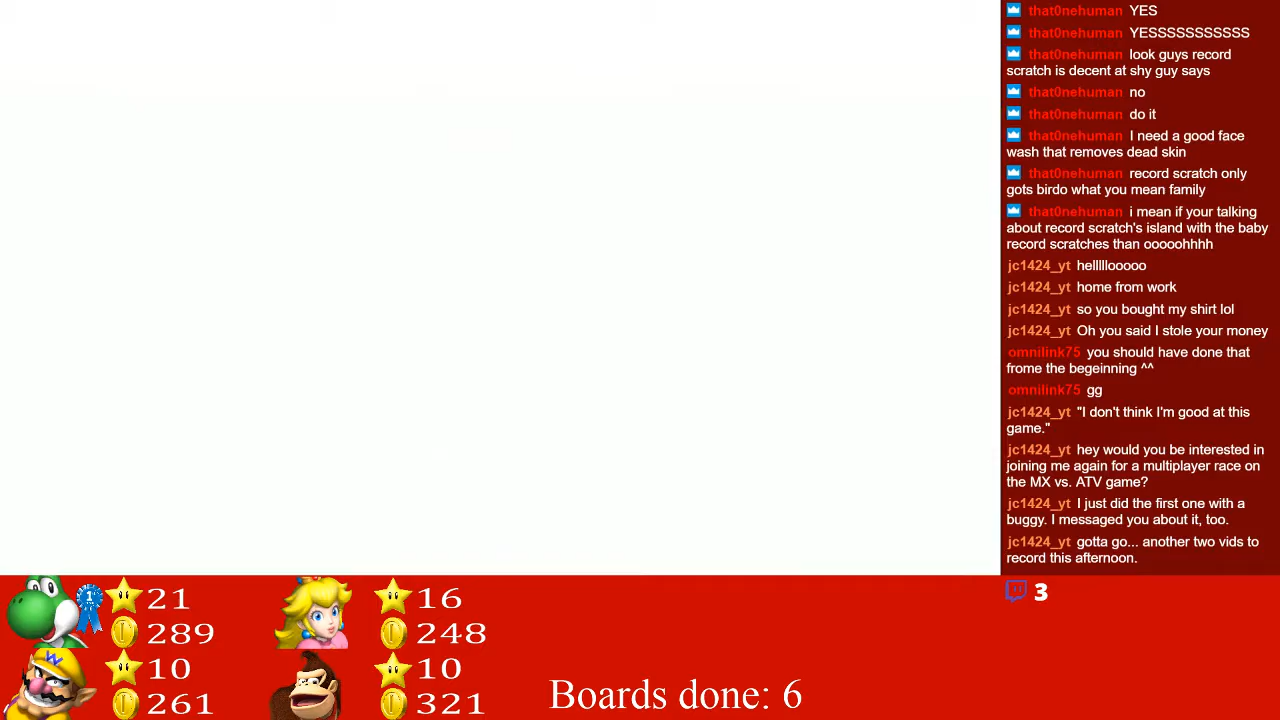 that0nehuman YES
that0nehuman YESSSSSSSSSSS
that0nehuman look guys record
scratch is decent at shy guy says
that0nehuman no
that0nehuman do it
that0nehuman I need a good face
wash that removes dead skin
that0nehuman record scratch only
gots birdo what you mean family
that0nehuman i mean if your talking
about record scratch's island with the baby
record scratches than ooooohhhh
jc1424_yt helllllooooo
jc1424_yt home from work
jc1424_yt so you bought my shirt lol
jc1424_yt Oh you said I stole your money
omnilink75 you should have done that
frome the begeinning ^^
omnilink75 gg
jc1424_yt "I don't think I'm good at this
game."
jc1424_yt hey would you be interested in
joining me again for a multiplayer race on
the MX vs. ATV game?
jc1424_yt I just did the first one with a
buggy. I messaged you about it, too.
jc1424_yt gotta go... another two vids to
record this afternoon.
3
1
21
289
16
248
W
10
261
10
321
Boards done: 6